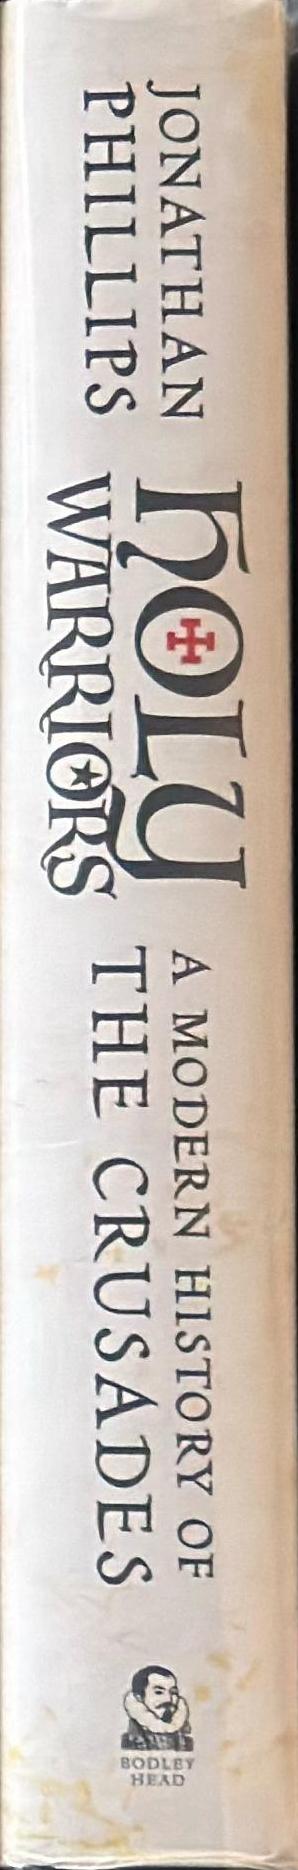 JONATHAN
PHILLIPS
HOLY
WARRIORS
A MODERN HISTORY OF
THE CRUSADES
BODLEY
HEAD